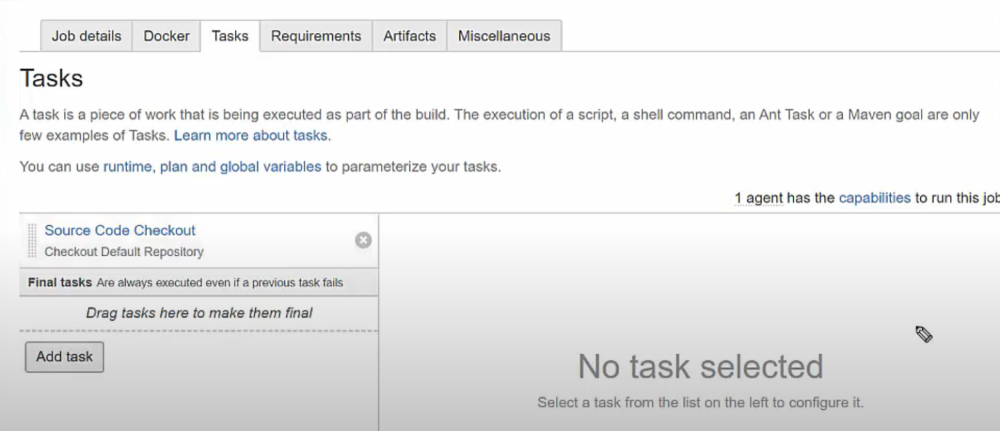 Job details Docker Tasks Requirements Artifacts Miscellaneous
Tasks
A task is a piece of work that is being executed as part of the build. The execution of a script, a shell command, an Ant Task or a Maven goal are only
few examples of Tasks. Learn more about tasks.
You can use runtime, plan and global variables to parameterize your tasks.
1 agent has the capabilities to run this job
Source Code Checkout
Checkout Default Repository
Final tasks Are always executed even if a previous task fails
Drag tasks here to make them final
Add task
No task selected
Select a task from the list on the left to configure it.